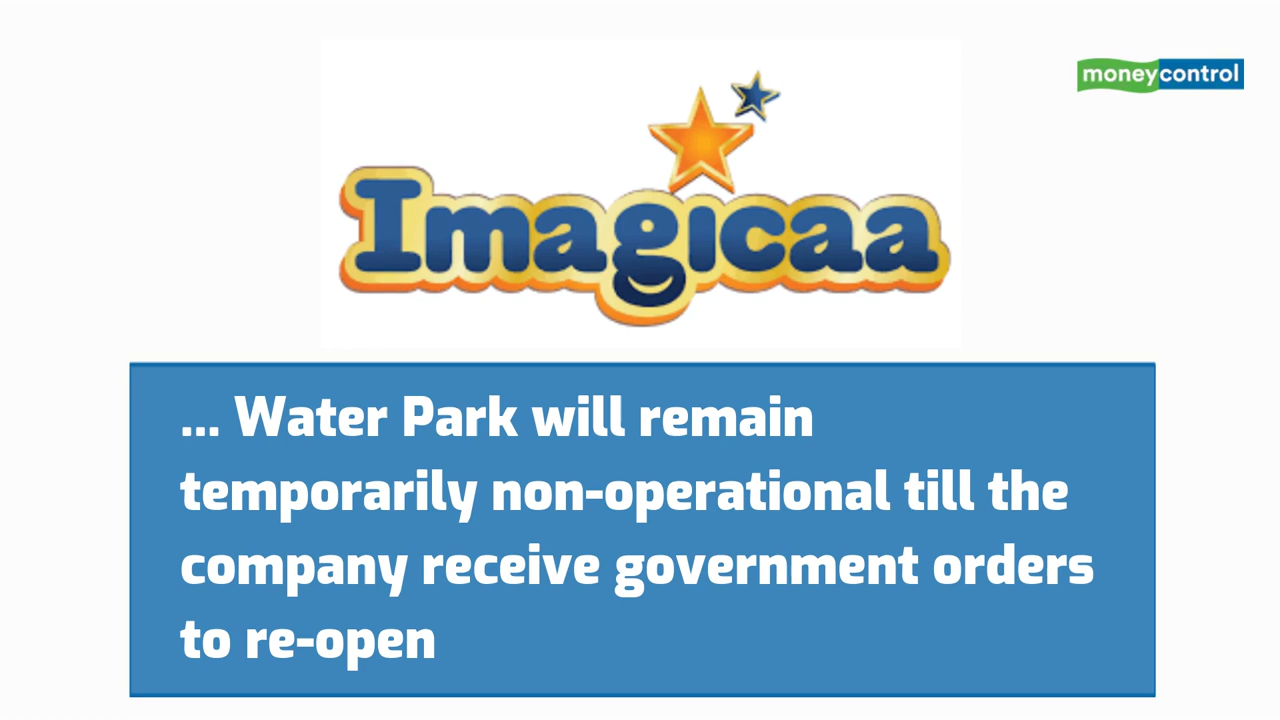 moneycontrol
Imagicaa
... Water Park will remain
temporarily non-operational till the
company receive government orders
to re-open